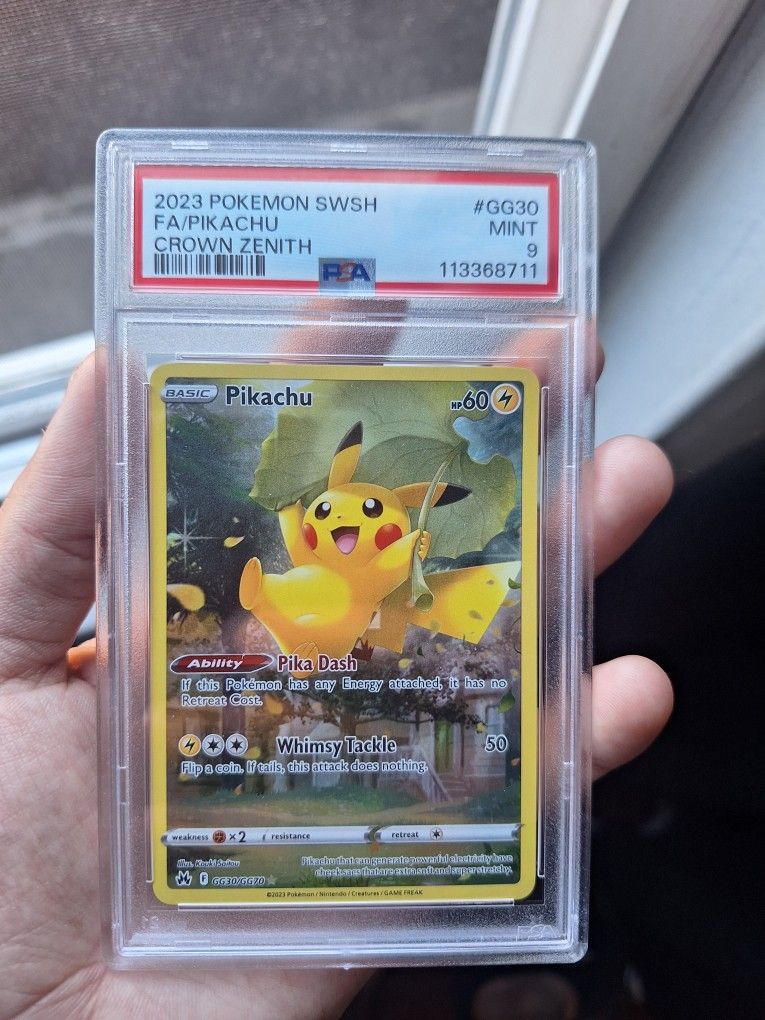 2023 POKEMON SWSH #GG30
FA/PIKACHU MINT
CROWN ZENITH 9
PSA 113368711
BASIC Pikachu HP60
Ability Pika Dash
If this Pokémon has any Energy attached, it has no
Retreat Cost.
Whimsy Tackle 50
Flip a coin. If tails, this attack does nothing.
weakness ×2 resistance retreat
Illus. Kouki Saitou
Pikachu that can generate powerful electricity have
cheek sacs that are extra soft and super stretchy.
F GG30/GG70
©2023 Pokémon / Nintendo / Creatures / GAME FREAK